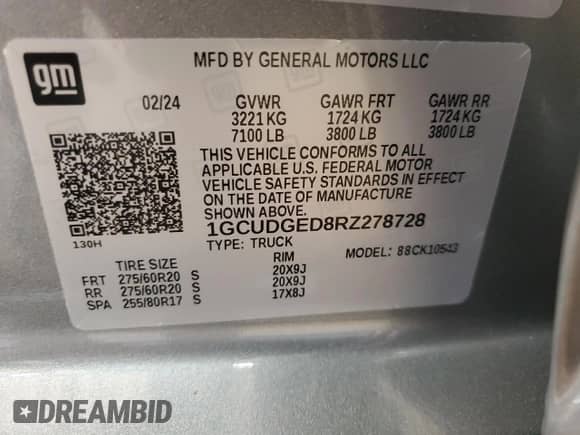 gm
MFD BY GENERAL MOTORS LLC
02/24 GVWR GAWR FRT GAWR RR
3221 KG 1724 KG 1724 KG
7100 LB 3800 LB 3800 LB
THIS VEHICLE CONFORMS TO ALL
APPLICABLE U.S. FEDERAL MOTOR
VEHICLE SAFETY STANDARDS IN EFFECT
ON THE DATE OF MANUFACTURE
SHOWN ABOVE.
1GCUDGED8RZ278728
130H
TYPE: TRUCK
MODEL: 88CK10543
TIRE SIZE RIM
FRT 275/60R20 S 20X9J
RR 275/60R20 S 20X9J
SPA 255/80R17 S 17X8J
DREAMBID